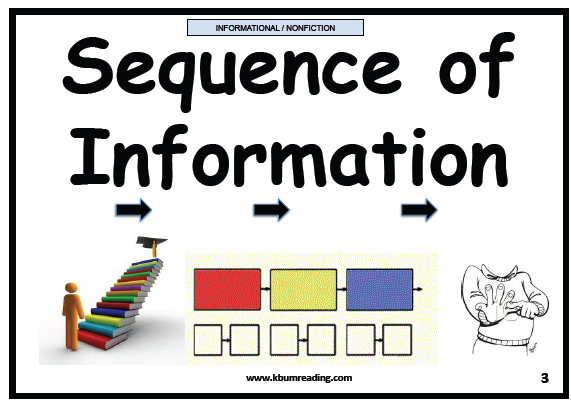 INFORMATIONAL / NONFICTION
Sequence of
Information
www.kbumreading.com
3